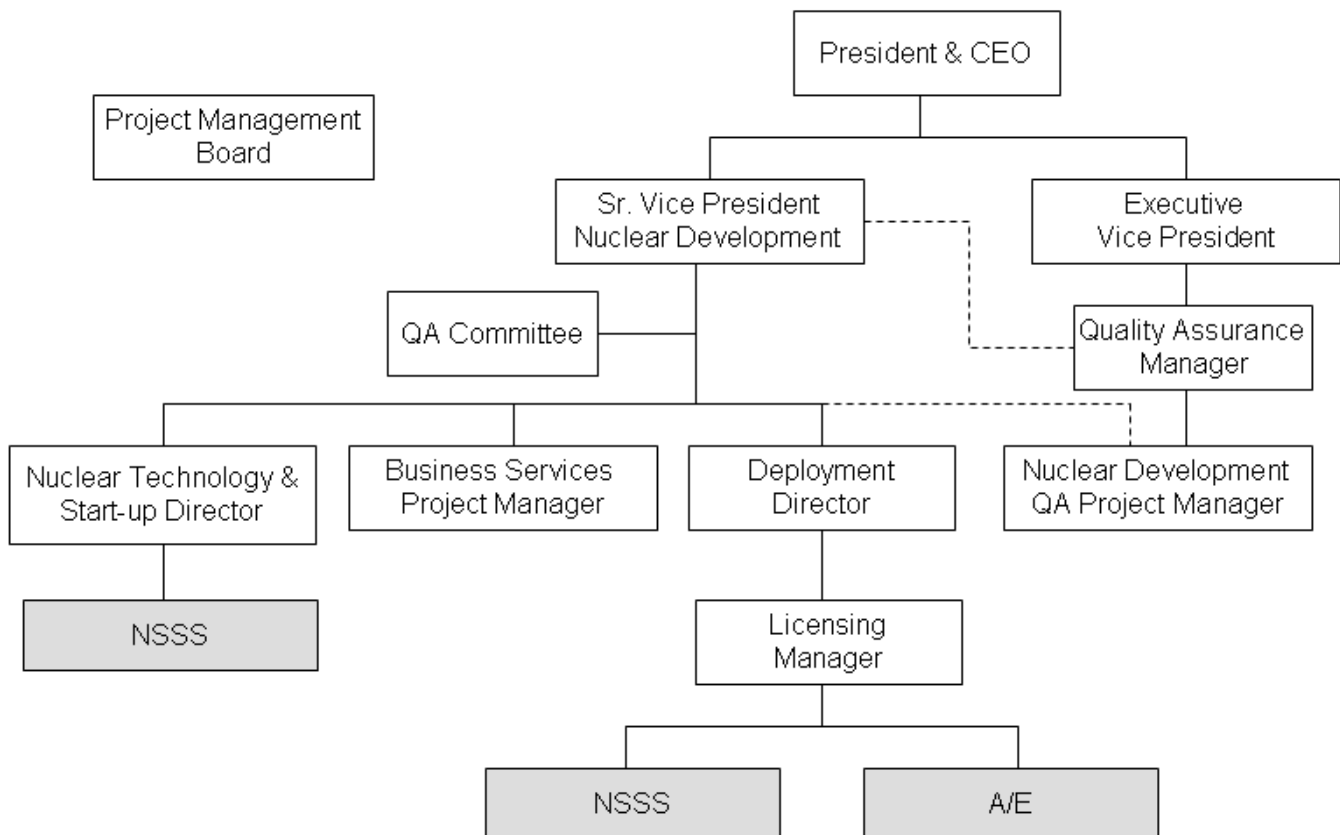 President & CEO
Project Management
Board
Sr. Vice President
Nuclear Development
Executive
Vice President
QA Committee
Quality Assurance
Manager
Nuclear Technology &
Start-up Director
Business Services
Project Manager
Deployment
Director
Nuclear Development
QA Project Manager
NSSS
Licensing
Manager
NSSS
A/E